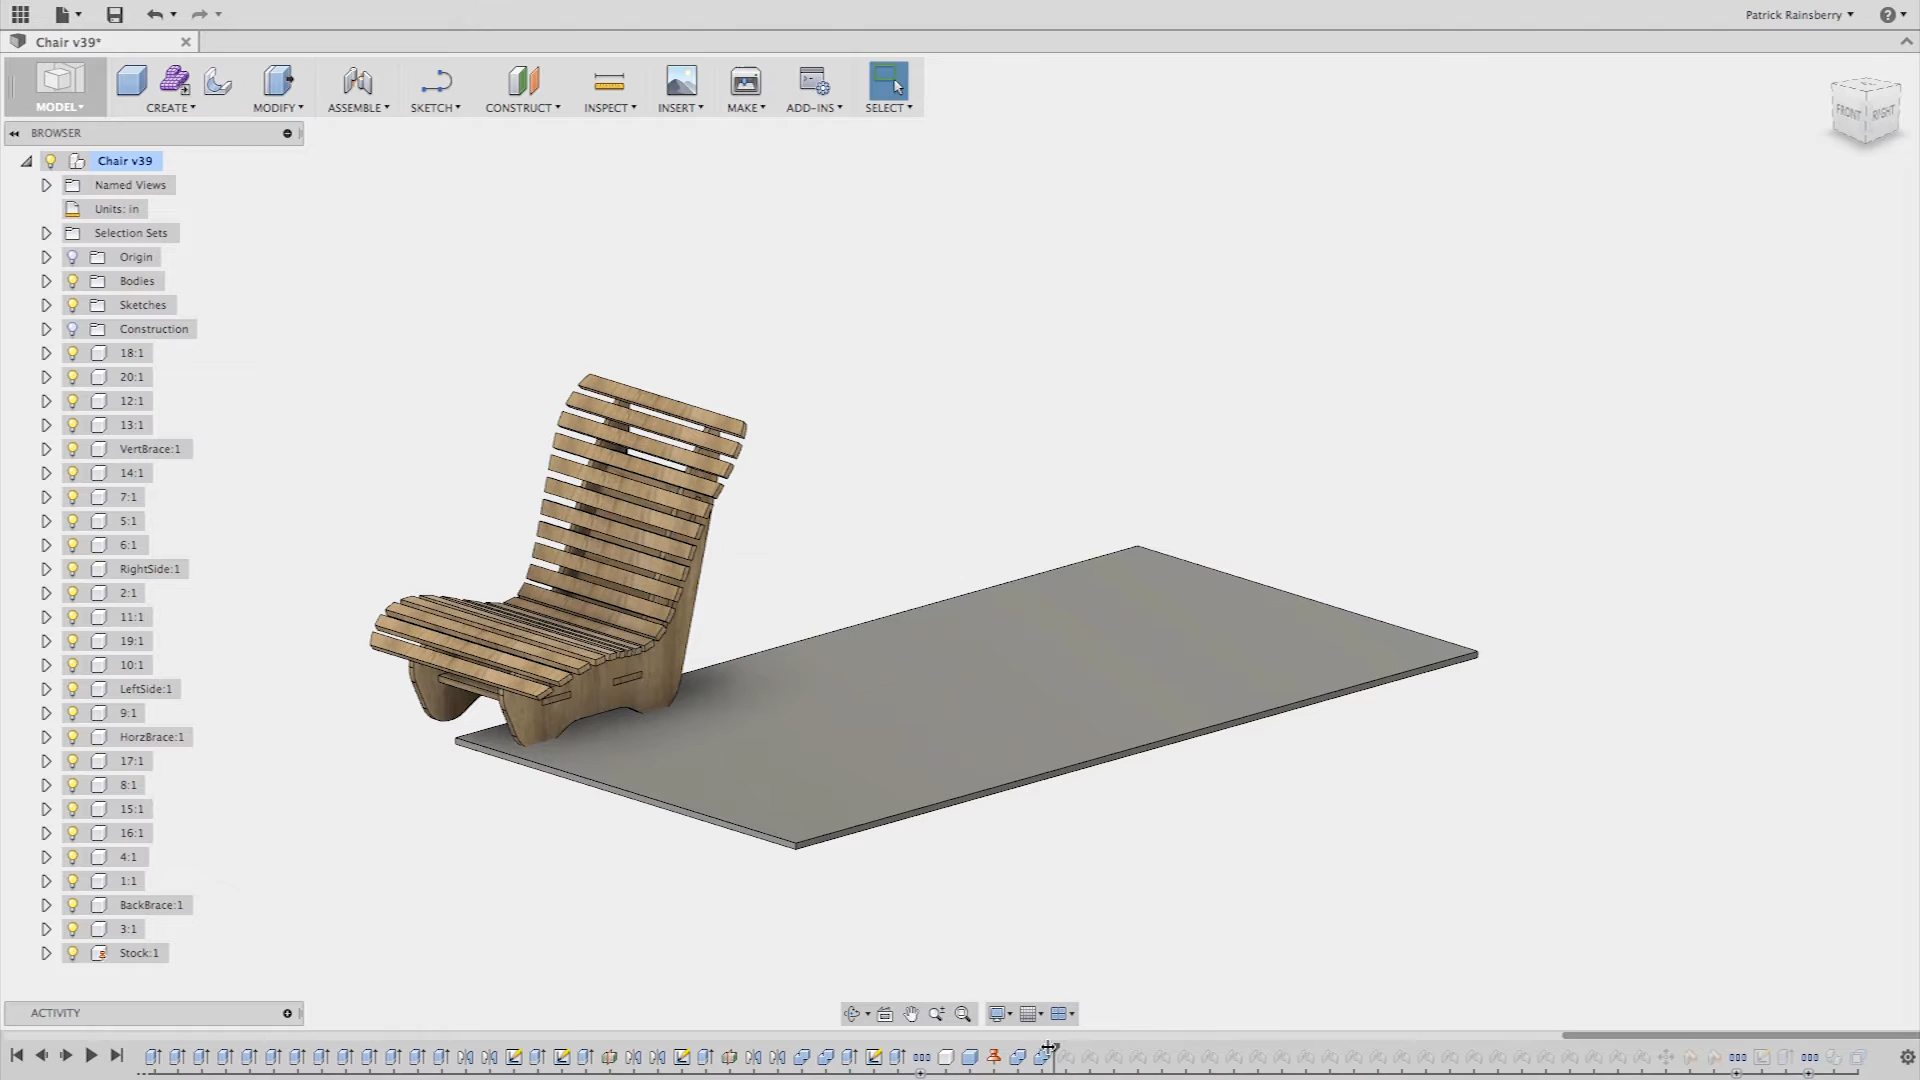 Patrick Rainsberry
Chair v39*
MODEL
CREATE
MODIFY
ASSEMBLE
SKETCH
CONSTRUCT
INSPECT
INSERT
MAKE
ADD-INS
SELECT
FRONT
RIGHT
BROWSER
Chair v39
Named Views
Units: in
Selection Sets
Origin
Bodies
Sketches
Construction
18:1
20:1
12:1
13:1
VertBrace:1
14:1
7:1
5:1
6:1
RightSide:1
2:1
11:1
19:1
10:1
LeftSide:1
9:1
HorzBrace:1
17:1
8:1
15:1
16:1
4:1
1:1
BackBrace:1
3:1
Stock:1
ACTIVITY